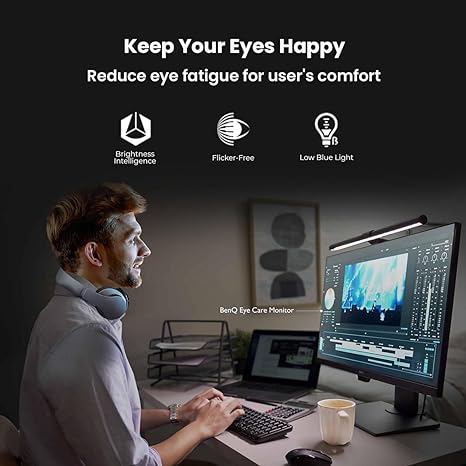 Keep Your Eyes Happy
Reduce eye fatigue for user's comfort
Brightness
Intelligence
Flicker-Free
Low Blue Light
BenQ Eye Care Monitor